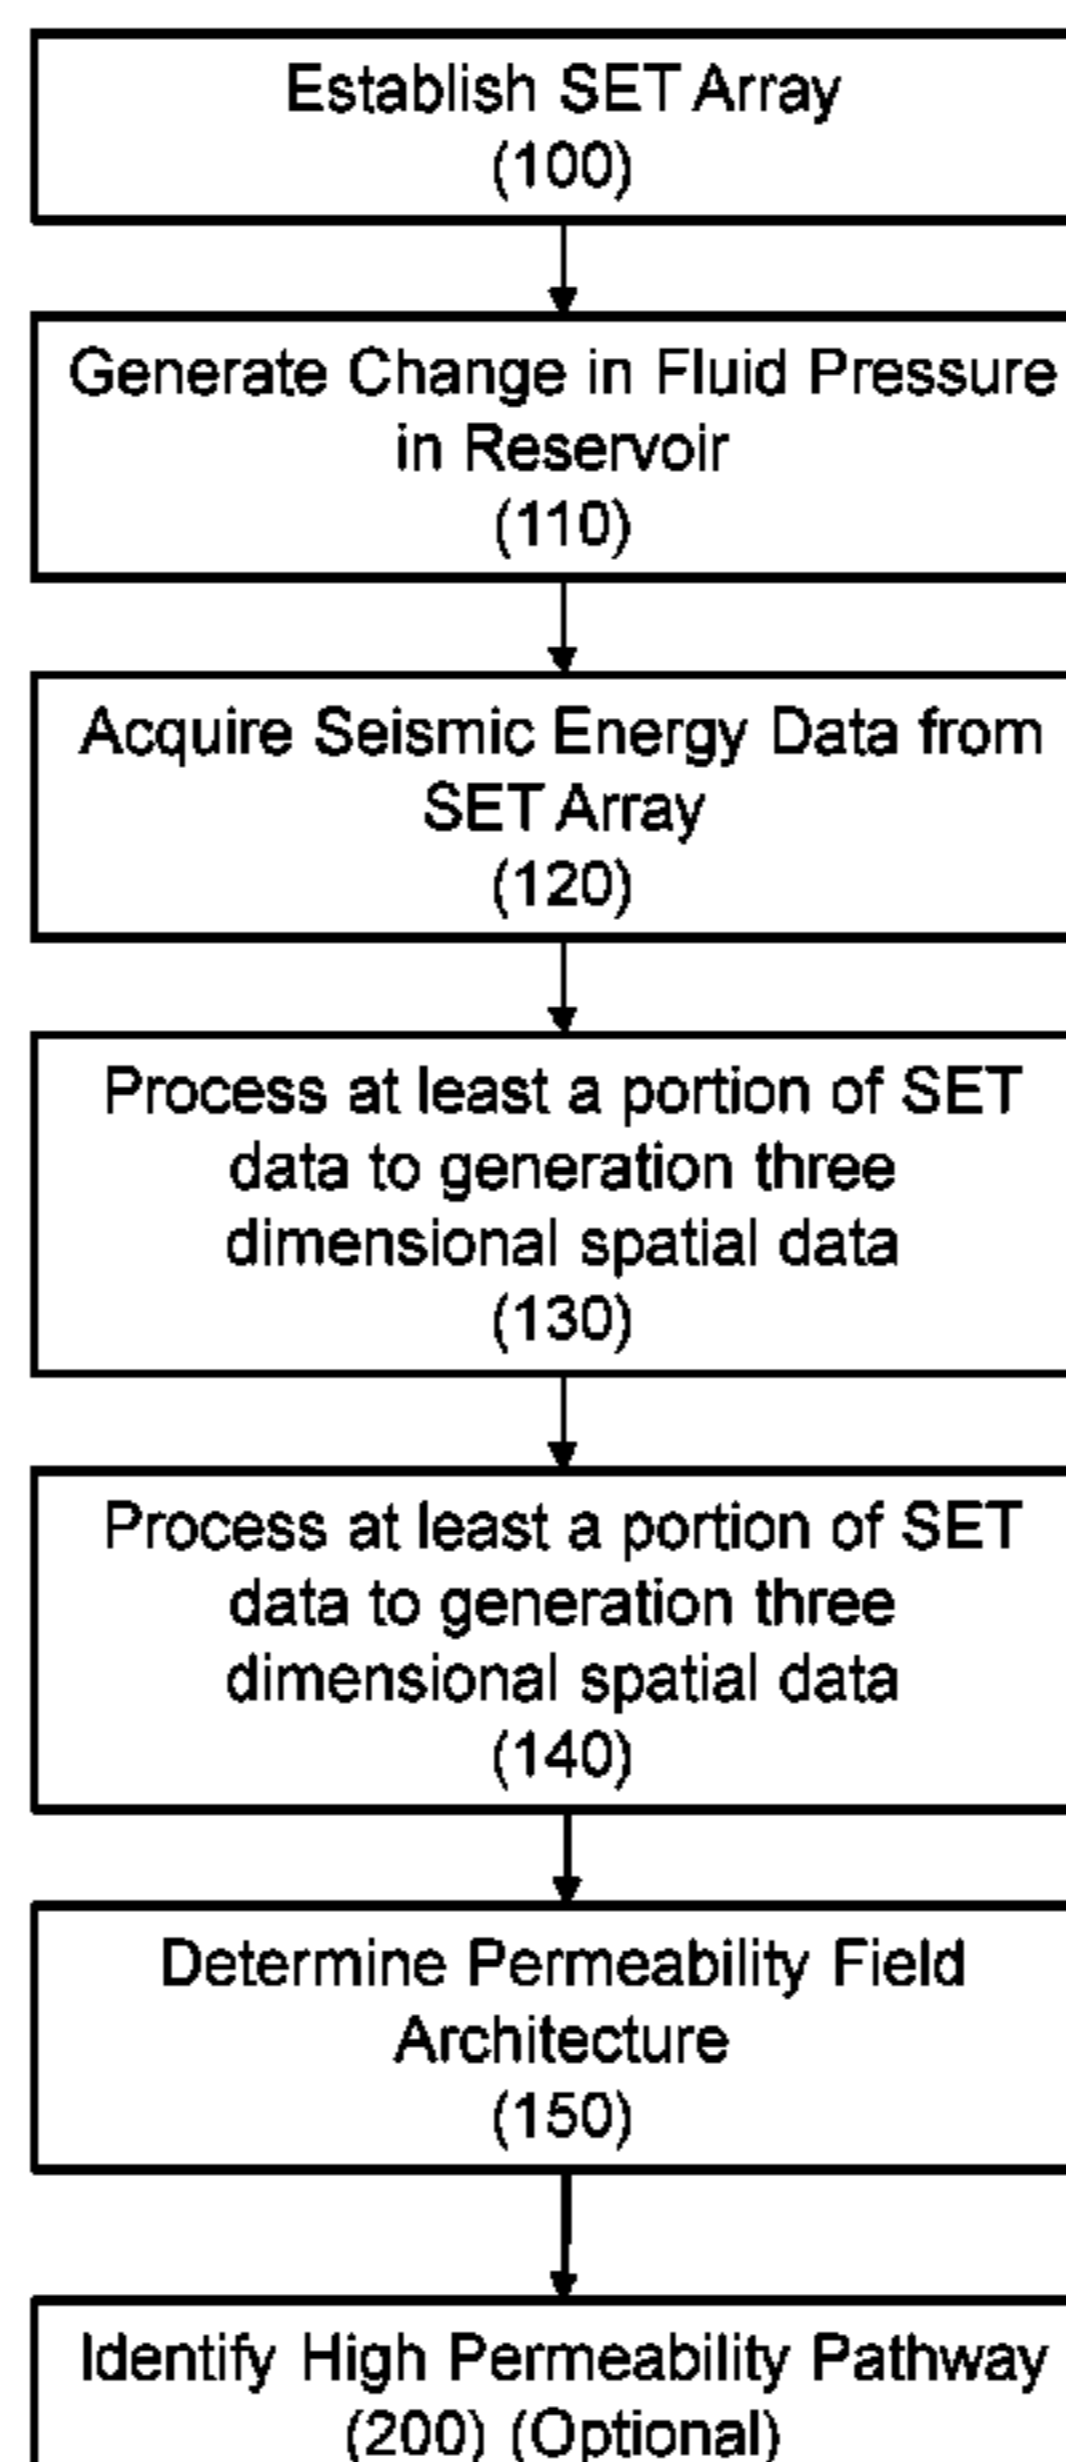 Establish SET Array
(100)
Generate Change in Fluid Pressure
in Reservoir
(110)
Acquire Seismic Energy Data from
SET Array
(120)
Process at least a portion of SET
data to generation three
dimensional spatial data
(130)
Process at least a portion of SET
data to generation three
dimensional spatial data
(140)
Determine Permeability Field
Architecture
(150)
Identify High Permeability Pathway
(200) (Optional)